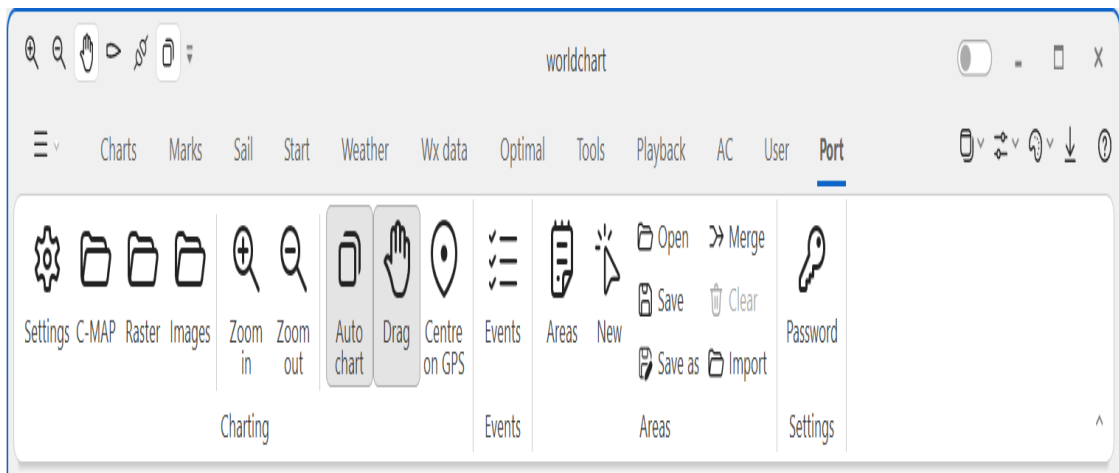 worldchart
Charts Marks Sail Start Weather Wx data Optimal Tools Playback AC User Port
Settings C-MAP Raster Images Zoom in Zoom out Auto chart Drag Centre on GPS
Charting
Events
Events
Areas New
Open Merge
Save Clear
Save as Import
Areas
Password
Settings